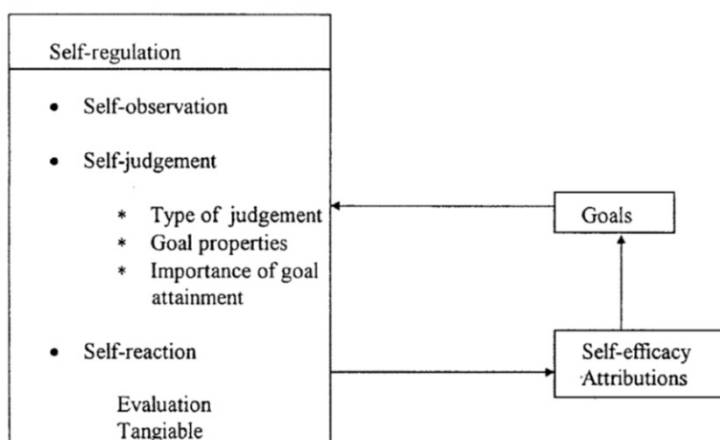 Self-regulation
• Self-observation
• Self-judgement
* Type of judgement
* Goal properties
* Importance of goal
attainment
• Self-reaction
Evaluation
Tangiable
Goals
Self-efficacy
Attributions